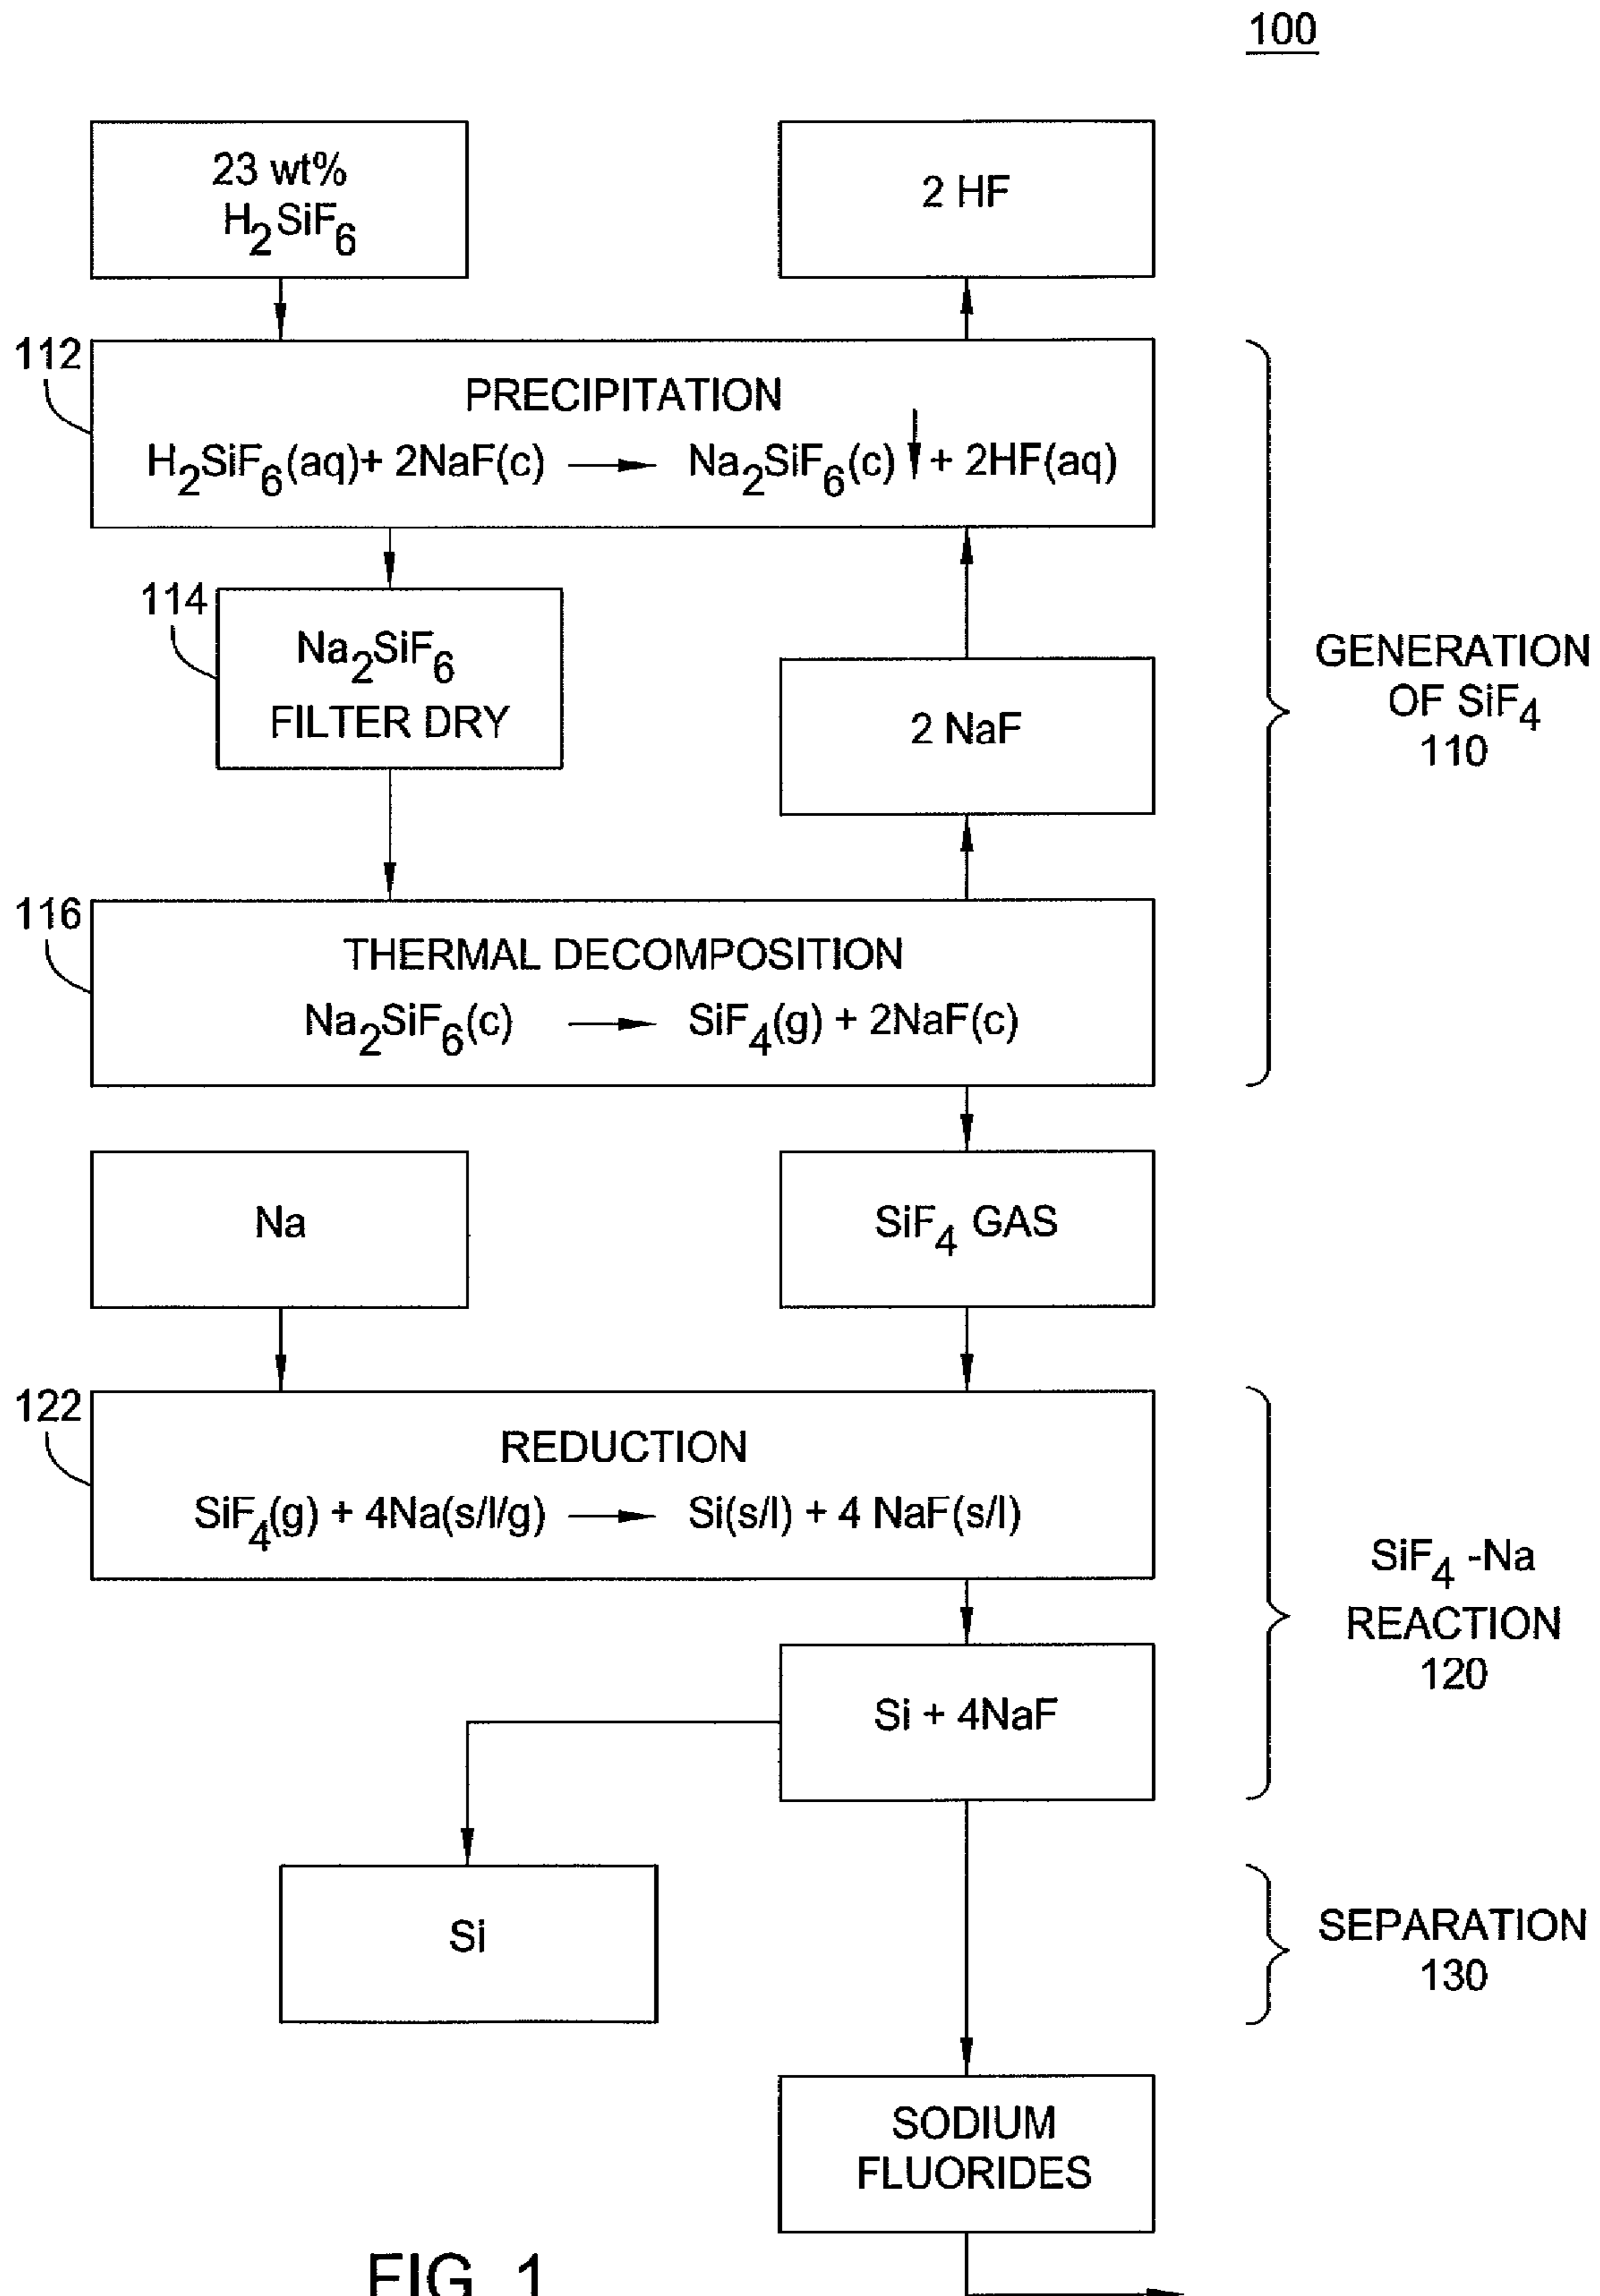 100
23 wt%
H2SiF6
2 HF
112
PRECIPITATION
H2SiF6(aq)+ 2NaF(c) → Na2SiF6(c) ↓ + 2HF(aq)
114
Na2SiF6
FILTER DRY
2 NaF
GENERATION
OF SiF4
110
116
THERMAL DECOMPOSITION
Na2SiF6(c) → SiF4(g) + 2NaF(c)
Na
SiF4 GAS
122
REDUCTION
SiF4(g) + 4Na(s/l/g) → Si(s/l) + 4 NaF(s/l)
SiF4 -Na
REACTION
120
Si + 4NaF
Si
SEPARATION
130
SODIUM
FLUORIDES
FIG. 1